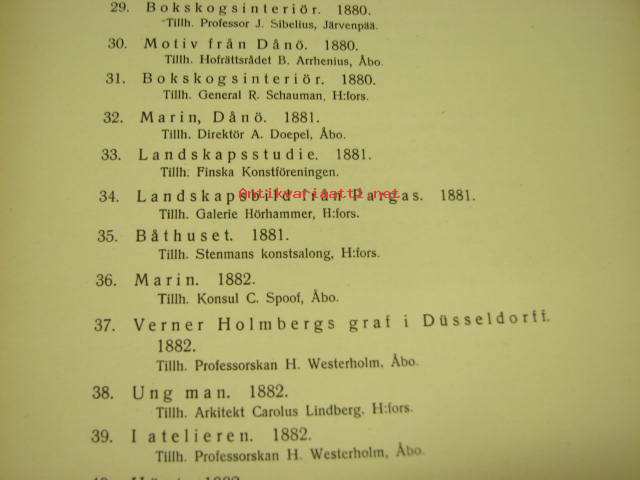 29. Bokskogsinteriör. 1880.
Tillh. Professor J. Sibelius, Järvenpää.
30. Motiv från Dånö. 1880.
Tillh. Hofrättsrådet B. Arrhenius, Åbo.
31. Bokskogsinteriör. 1880.
Tillh. General R. Schauman, H:fors.
32. Marin, Dånö. 1881.
Tillh. Direktör A. Doepel, Åbo.
33. Landskapsstudie. 1881.
Tillh. Finska Konstföreningen.
antikvariaatti.net
34. Landskapsbild från Pargas. 1881.
Tillh. Galerie Hörhammer, H:fors.
35. Båthuset. 1881.
Tillh. Stenmans konstsalong, H:fors.
36. Marin. 1882.
Tillh. Konsul C. Spoof, Åbo.
37. Verner Holmbergs graf i Düsseldorff.
1882.
Tillh. Professorskan H. Westerholm, Åbo.
38. Ung man. 1882.
Tillh. Arkitekt Carolus Lindberg, H:fors.
39. I atelieren. 1882.
Tillh. Professorskan H. Westerholm, Åbo.